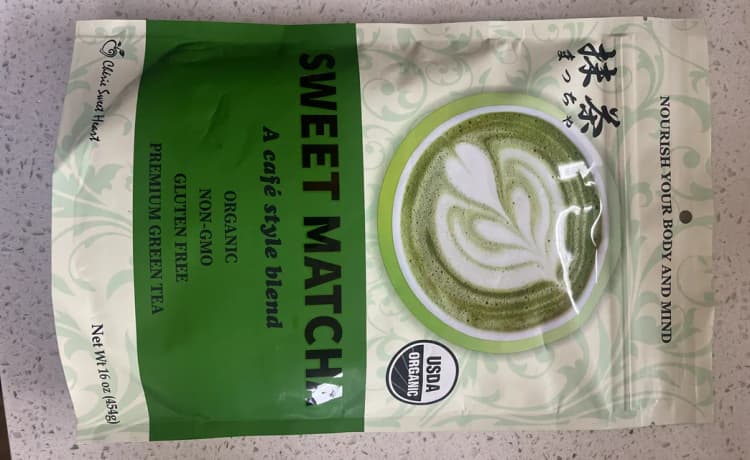 NOURISH YOUR BODY AND MIND
抹茶
まっちゃ
USDA
ORGANIC
SWEET MATCHA
A café style blend
ORGANIC
NON-GMO
GLUTEN FREE
PREMIUM GREEN TEA
Chérie Sweet Heart
Net Wt 16 oz (454g)